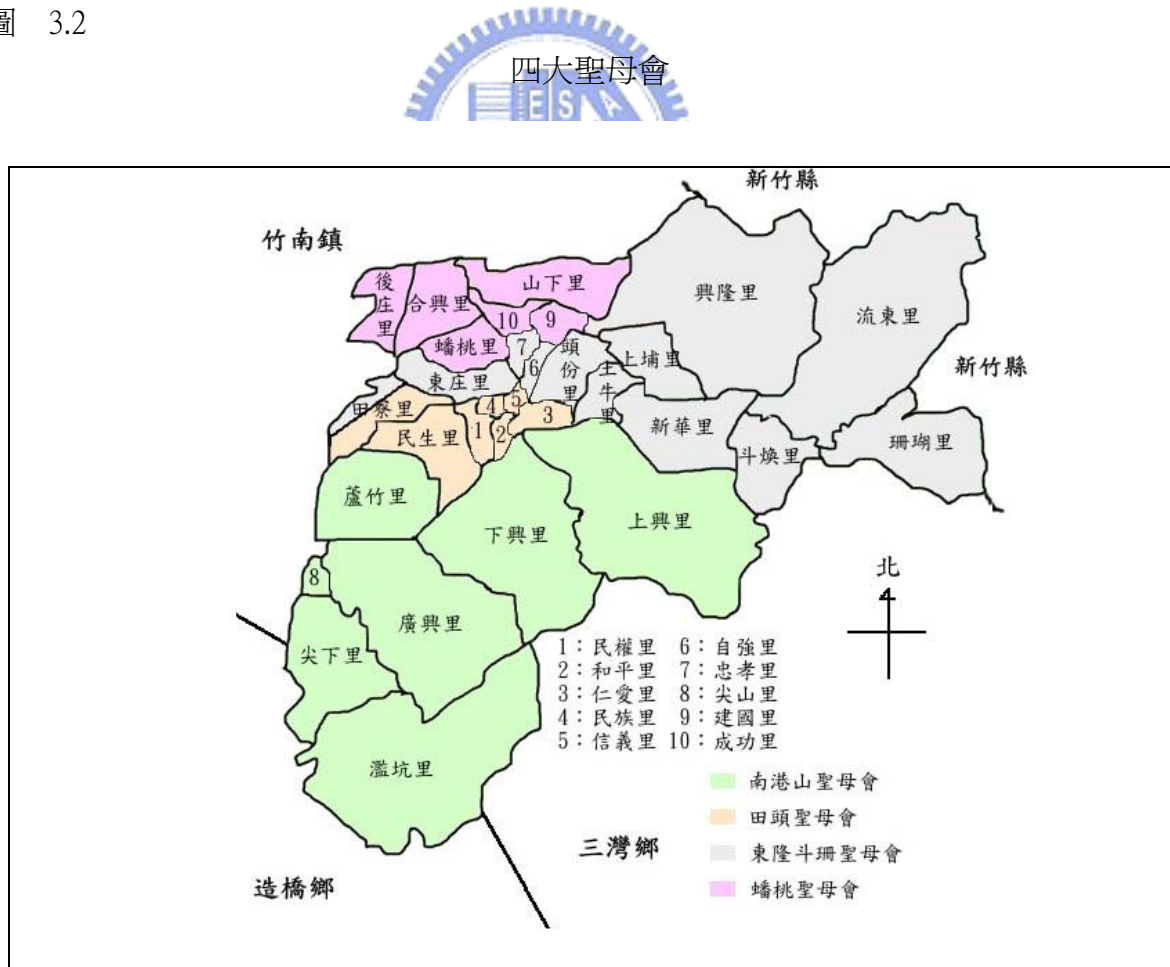 圖 3.2
四大聖母會
ESA
新竹縣
竹南鎮
後庄里
合興里
山下里
興隆里
流東里
10
9
蟠桃里
7
頭份里
上埔里
新竹縣
6
東庄里
土牛里
田寮里
5
4
3
民生里
1
2
新華里
斗煥里
珊瑚里
蘆竹里
下興里
上興里
北
8
廣興里
尖下里
1：民權里 6：自強里
2：和平里 7：忠孝里
3：仁愛里 8：尖山里
4：民族里 9：建國里
5：信義里 10：成功里
濫坑里
南港山聖母會
田頭聖母會
東隆斗珊聖母會
蟠桃聖母會
三灣鄉
造橋鄉